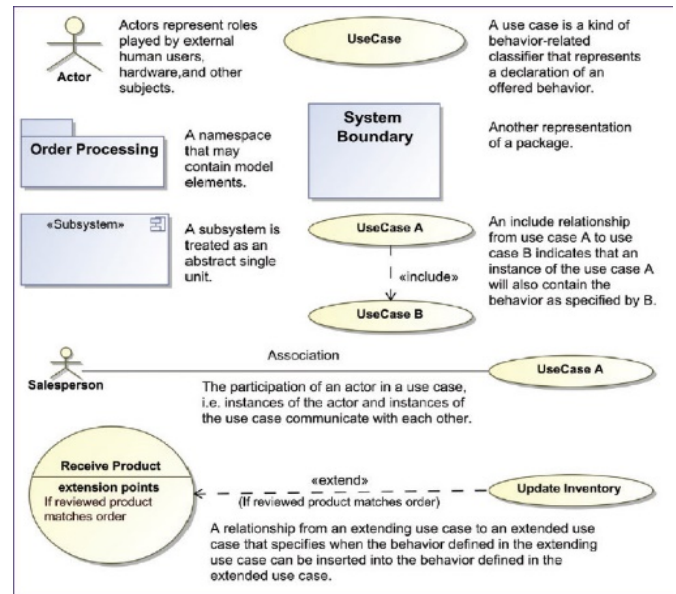 Actor
Actors represent roles
played by external
human users,
hardware,and other
subjects.
UseCase
A use case is a kind of
behavior-related
classifier that represents
a declaration of an
offered behavior.
Order Processing
A namespace
that may
contain model
elements.
System
Boundary
Another representation
of a package.
«Subsystem»
A subsystem is
treated as an
abstract single
unit.
UseCase A
«include»
UseCase B
An include relationship
from use case A to use
case B indicates that an
instance of the use case A
will also contain the
behavior as specified by B.
Salesperson
Association
UseCase A
The participation of an actor in a use case,
i.e. instances of the actor and instances of
the use case communicate with each other.
Receive Product
extension points
If reviewed product
matches order
«extend»
(If reviewed product matches order)
Update Inventory
A relationship from an extending use case to an extended use
case that specifies when the behavior defined in the extending
use case can be inserted into the behavior defined in the
extended use case.